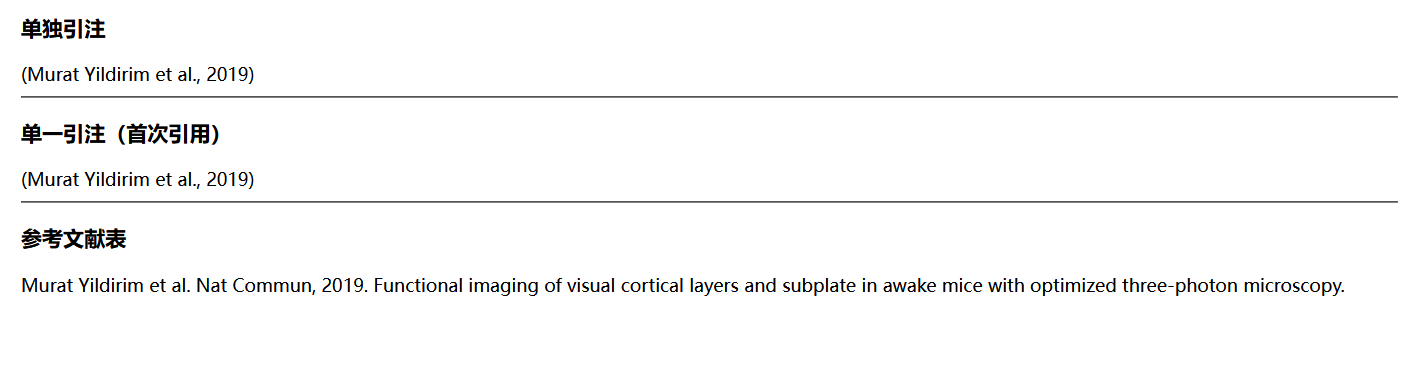 单独引注
(Murat Yildirim et al., 2019)
单一引注（首次引用）
(Murat Yildirim et al., 2019)
参考文献表
Murat Yildirim et al. Nat Commun, 2019. Functional imaging of visual cortical layers and subplate in awake mice with optimized three-photon microscopy.